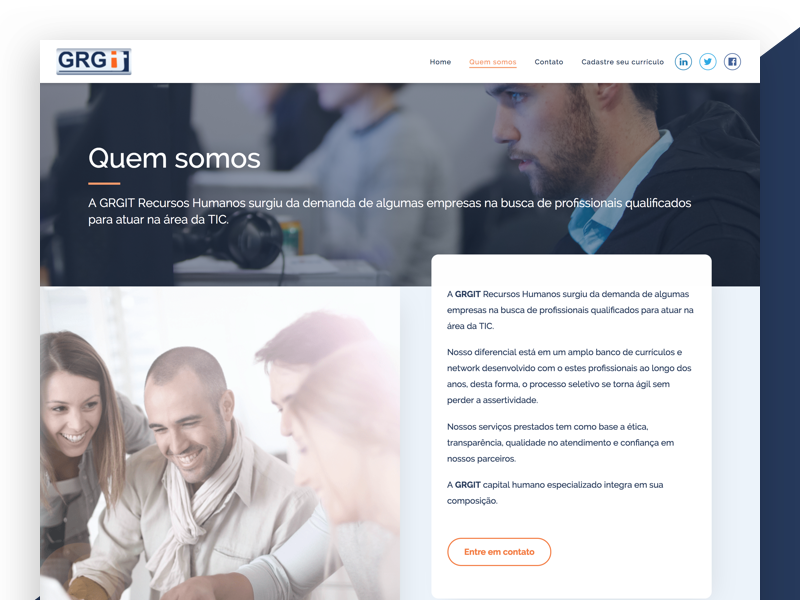 GRGIT
Home Quem somos Contato Cadastre seu currículo
Quem somos
A GRGIT Recursos Humanos surgiu da demanda de algumas empresas na busca de profissionais qualificados
para atuar na área da TIC.
A GRGIT Recursos Humanos surgiu da demanda de algumas
empresas na busca de profissionais qualificados para atuar na
área da TIC.
Nosso diferencial está em um amplo banco de currículos e
network desenvolvido com o estes profissionais ao longo dos
anos, desta forma, o processo seletivo se torna ágil sem
perder a assertividade.
Nossos serviços prestados tem como base a ética,
transparência, qualidade no atendimento e confiança em
nossos parceiros.
A GRGIT capital humano especializado integra em sua
composição.
Entre em contato